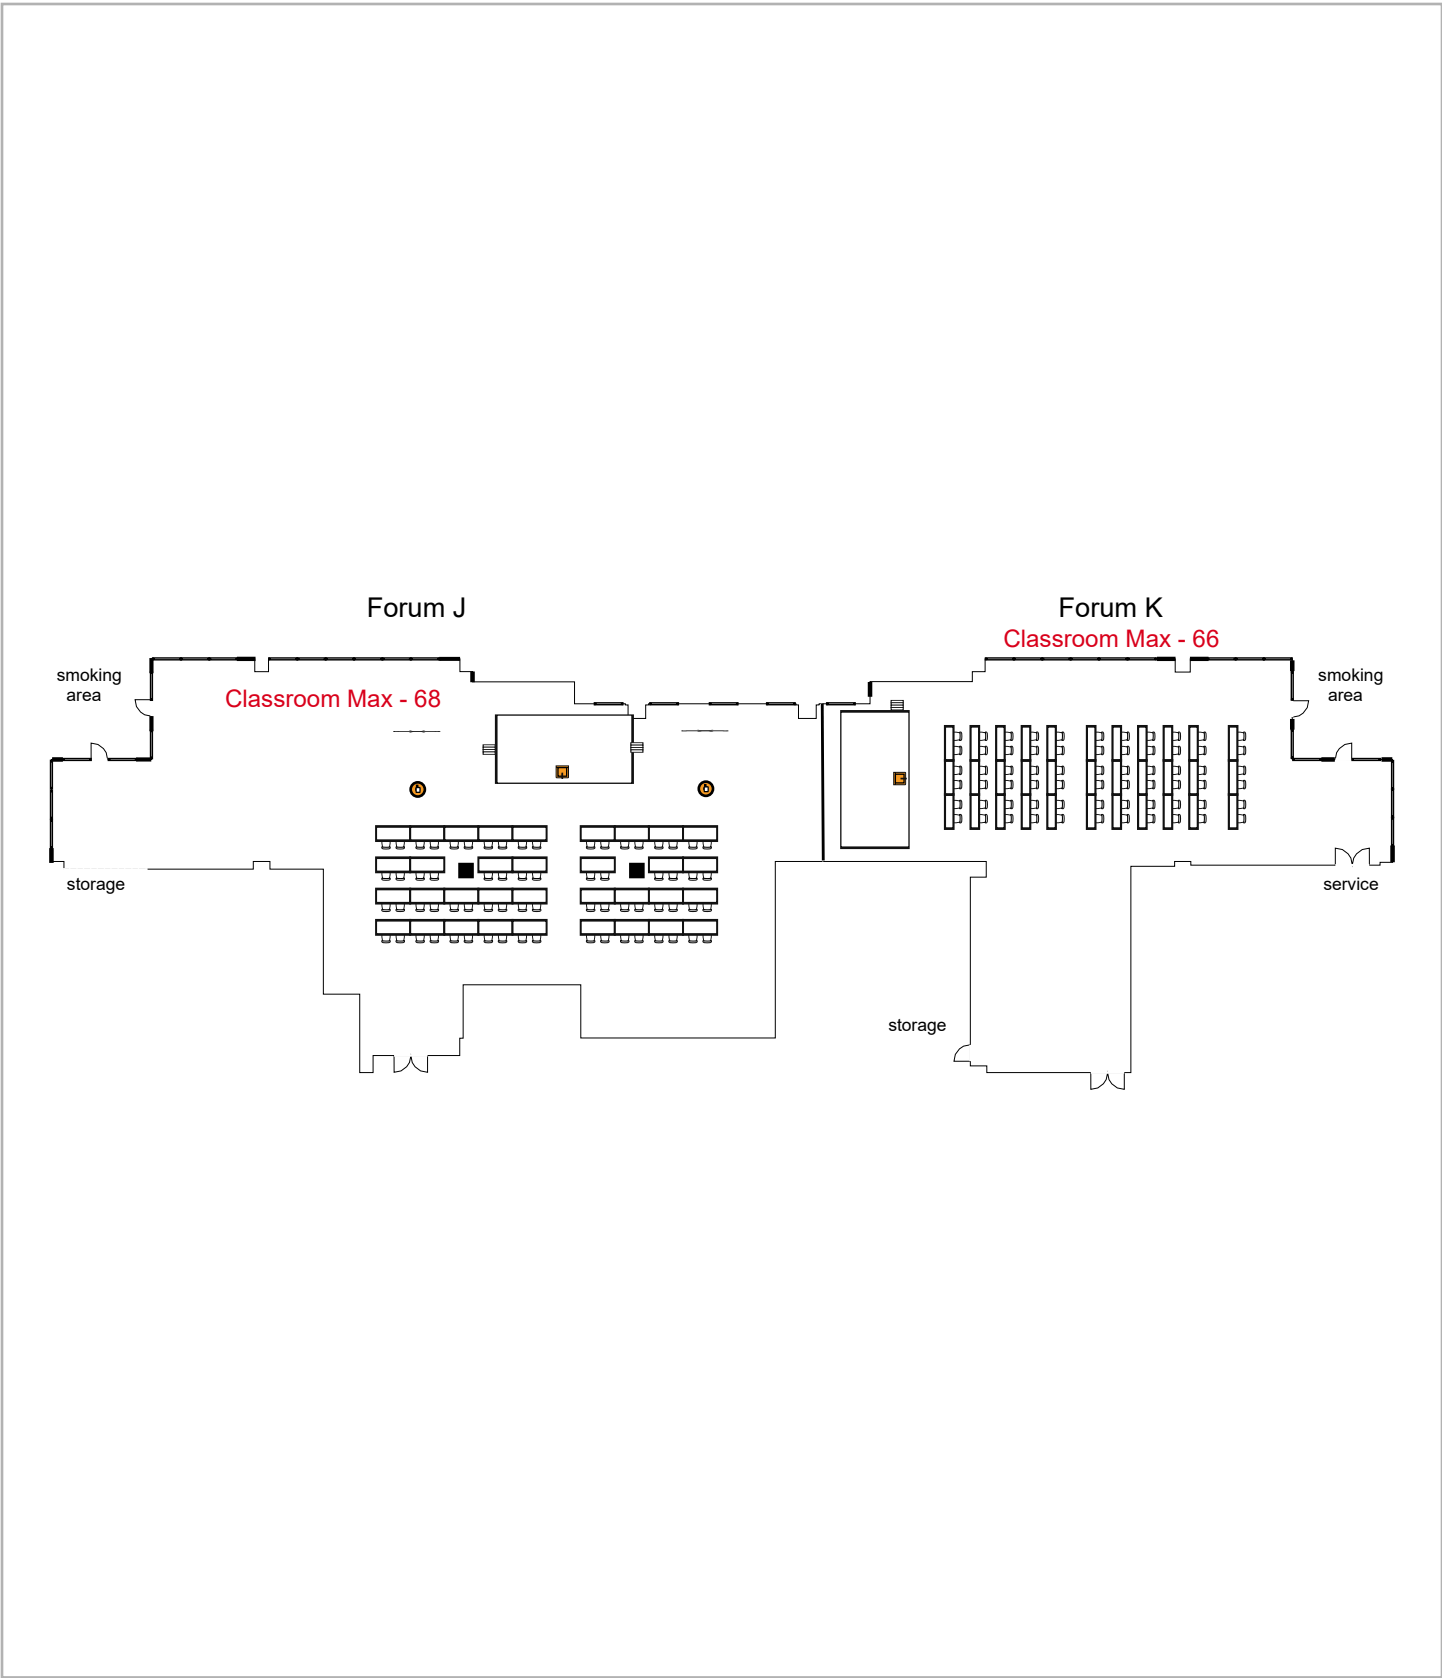 Forum J
Forum K
Classroom Max - 66
smoking
area
Classroom Max - 68
smoking
area
storage
service
storage